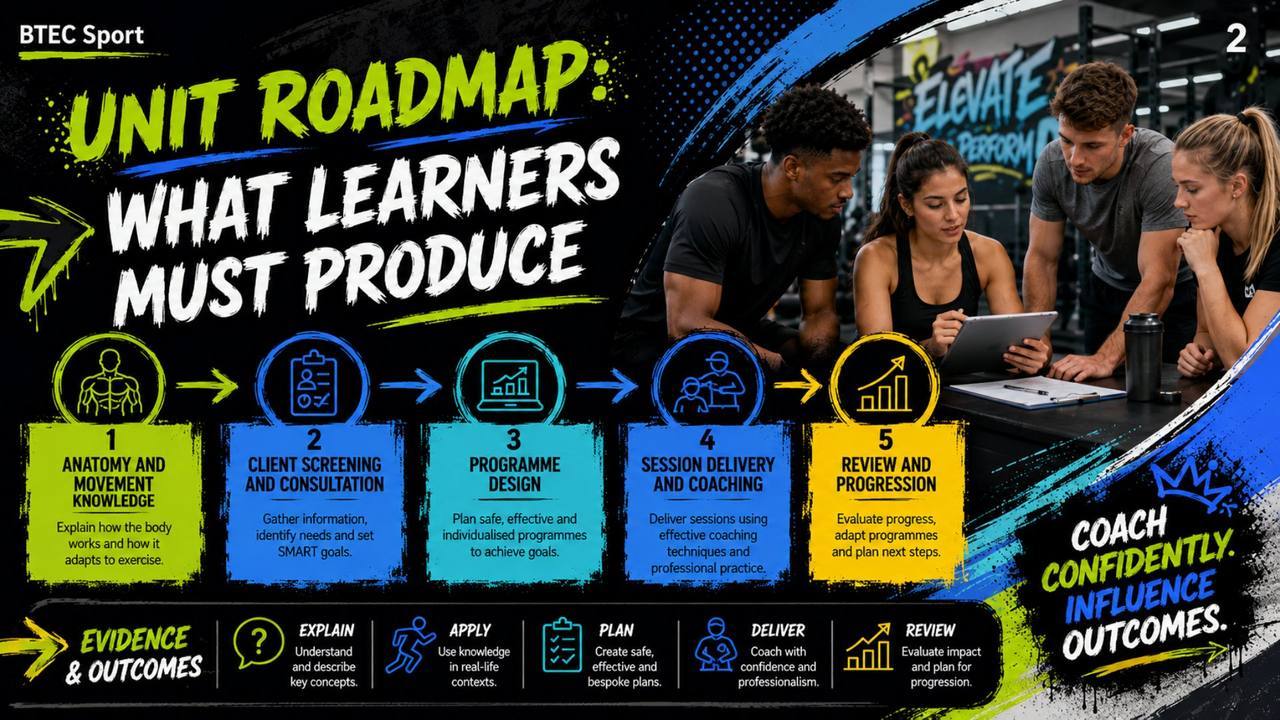 BTEC Sport
2
UNIT ROADMAP:
WHAT LEARNERS
MUST PRODUCE
ELEVATE
PERFORM
1
ANATOMY AND
MOVEMENT
KNOWLEDGE
Explain how the body
works and how it
adapts to exercise.
2
CLIENT SCREENING
AND CONSULTATION
Gather information,
identify needs and set
SMART goals.
3
PROGRAMME
DESIGN
Plan safe, effective and
individualised programmes
to achieve goals.
4
SESSION DELIVERY
AND COACHING
Deliver sessions using
effective coaching
techniques and
professional practice.
5
REVIEW AND
PROGRESSION
Evaluate progress,
adapt programmes
and plan next steps.
COACH
CONFIDENTLY.
INFLUENCE
OUTCOMES.
EVIDENCE
& OUTCOMES
?
EXPLAIN
Understand
and describe
key concepts.
APPLY
Use knowledge
in real-life
contexts.
PLAN
Create safe,
effective and
bespoke plans.
DELIVER
Coach with
confidence and
professionalism.
REVIEW
Evaluate impact
and plan for
progression.